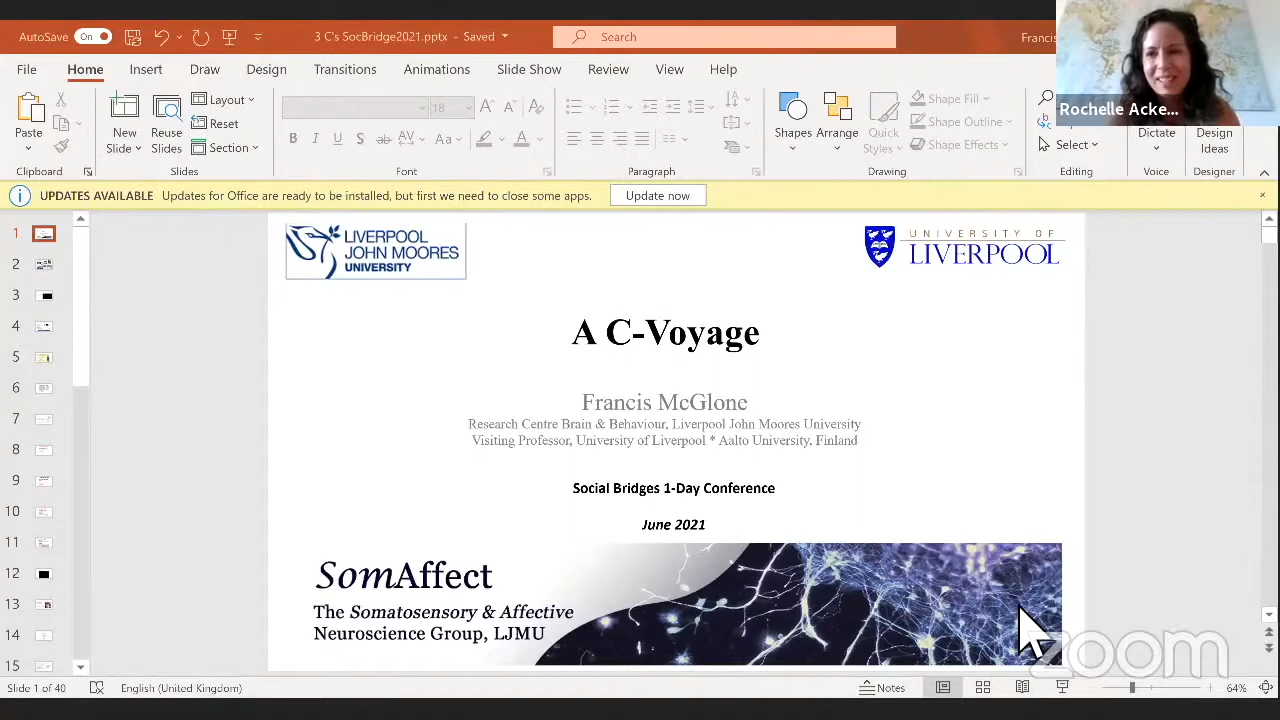 AutoSave On 3 C's SocBridge2021.pptx - Saved Search Francis
File Home Insert Draw Design Transitions Animations Slide Show Review View Help
Rochelle Acke...
Paste New Slide Reuse Slides Layout Reset Section 18 Shapes Arrange Quick Styles Shape Fill Shape Outline Shape Effects Select Dictate Design Ideas
Clipboard Slides Font Paragraph Drawing Editing Voice Designer
UPDATES AVAILABLE Updates for Office are ready to be installed, but first we need to close some apps. Update now
LIVERPOOL
JOHN MOORES
UNIVERSITY
UNIVERSITY OF
LIVERPOOL
A C-Voyage
Francis McGlone
Research Centre Brain & Behaviour, Liverpool John Moores University
Visiting Professor, University of Liverpool * Aalto University, Finland
Social Bridges 1-Day Conference
June 2021
SomAffect
The Somatosensory & Affective
Neuroscience Group, LJMU
1
2
3
4
5
6
7
8
9
10
11
12
13
14
15
zoom
Slide 1 of 40 English (United Kingdom) Notes 64%